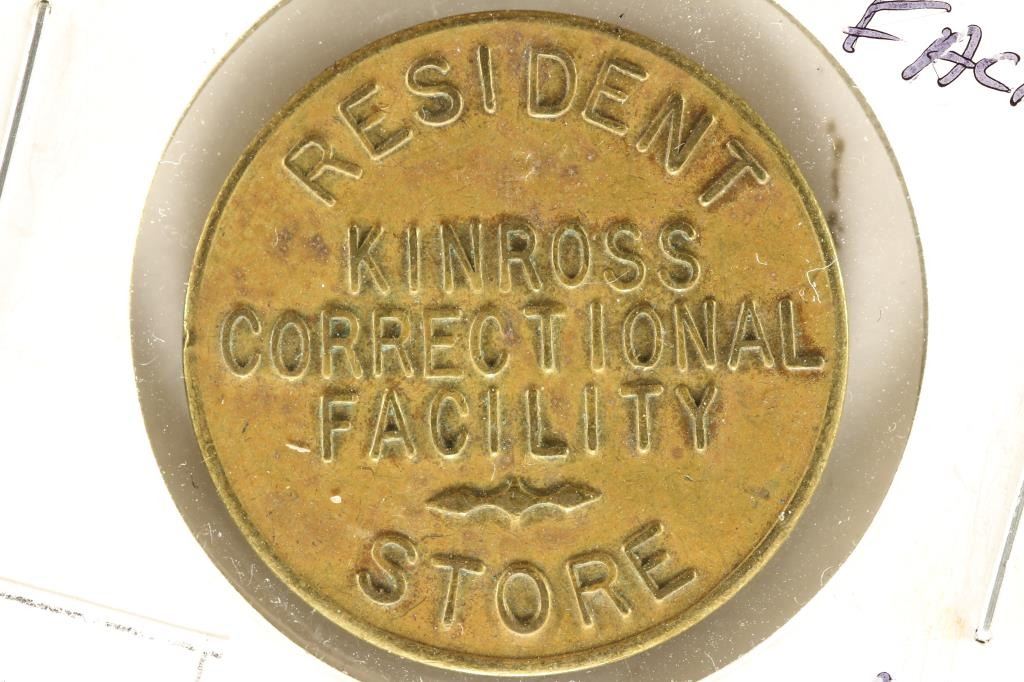 RESIDENT
KINROSS
CORRECTIONAL
FACILITY
STORE